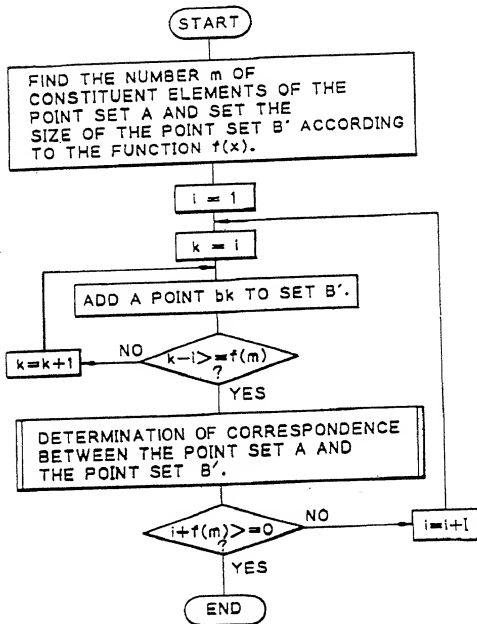 START
FIND THE NUMBER m OF
CONSTITUENT ELEMENTS OF THE
POINT SET A AND SET THE
SIZE OF THE POINT SET B' ACCORDING
TO THE FUNCTION f(x).
i = 1
k = i
ADD A POINT bk TO SET B'.
k=k+1
NO
k-i>=f(m)
?
YES
DETERMINATION OF CORRESPONDENCE
BETWEEN THE POINT SET A AND
THE POINT SET B'.
i+f(m)>=0
?
NO
i=i+I
YES
END